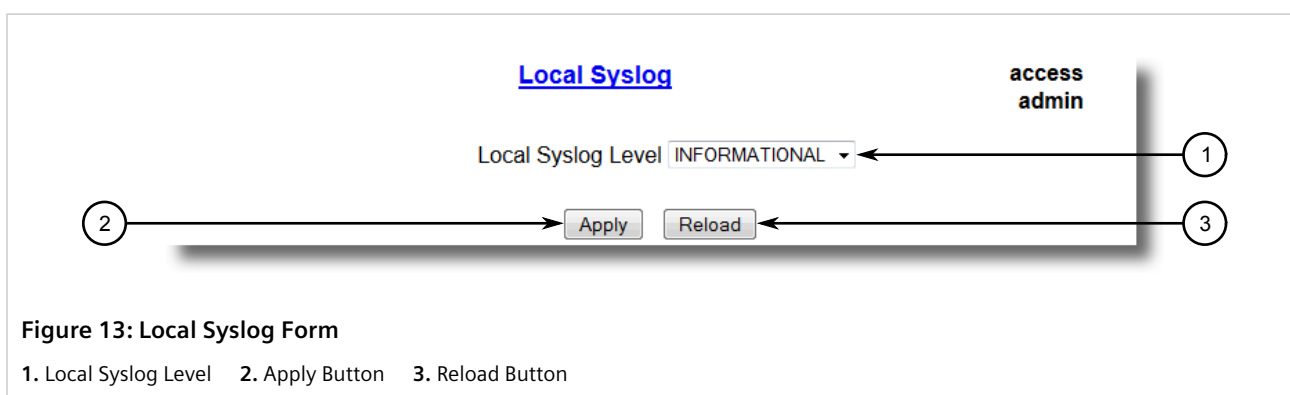 Local Syslog
access
admin
Local Syslog Level INFORMATIONAL
1
2
Apply Reload
3
Figure 13: Local Syslog Form
1. Local Syslog Level 2. Apply Button 3. Reload Button